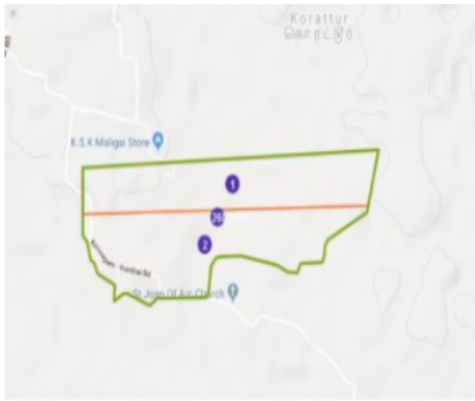 Korattur
கொரட்டூர்
K.S.K Maligai Store
1
26
2
St.Joan Of Arc Church